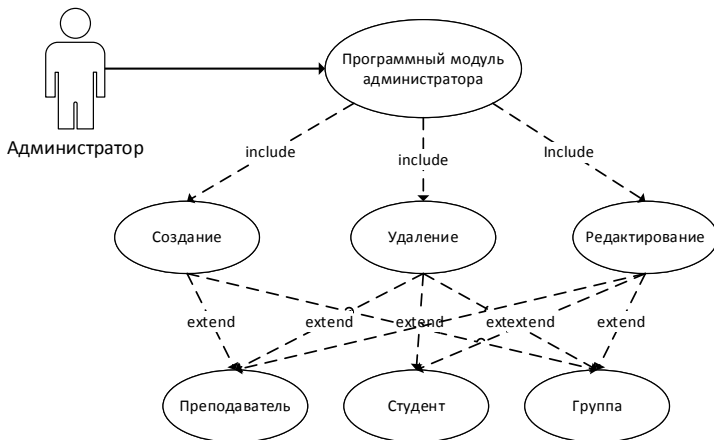 Программный модуль
администратора
Администратор
include
include
Include
Создание
Удаление
Редактирование
extend
extend
extend
extextend
extend
Преподаватель
Студент
Группа